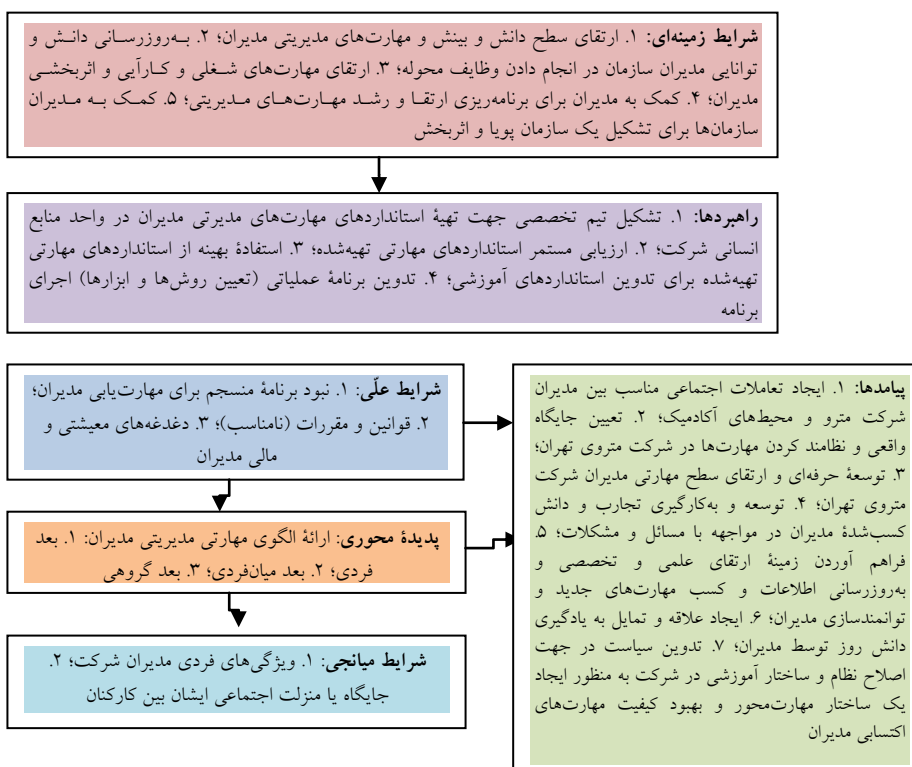 شرایط زمینه‌ای: ۱. ارتقای سطح دانش و بینش و مهارت‌های مدیریتی مدیران؛ ۲. به‌روزرسانی دانش و
توانایی مدیران سازمان در انجام دادن وظایف محوله؛ ۳. ارتقای مهارت‌های شغلی و کارآیی و اثربخشی
مدیران؛ ۴. کمک به مدیران برای برنامه‌ریزی ارتقا و رشد مهارت‌های مدیریتی؛ ۵. کمک به مدیران
سازمان‌ها برای تشکیل یک سازمان پویا و اثربخش
راهبردها: ۱. تشکیل تیم تخصصی جهت تهیۀ استانداردهای مهارت‌های مدیرتی مدیران در واحد منابع
انسانی شرکت؛ ۲. ارزیابی مستمر استانداردهای مهارتی تهیه‌شده؛ ۳. استفادۀ بهینه از استانداردهای مهارتی
تهیه‌شده برای تدوین استانداردهای آموزشی؛ ۴. تدوین برنامۀ عملیاتی (تعیین روش‌ها و ابزارها) اجرای
برنامه
شرایط علّی: ۱. نبود برنامۀ منسجم برای مهارت‌یابی مدیران؛
۲. قوانین و مقررات (نامناسب)؛ ۳. دغدغه‌های معیشتی و
مالی مدیران
پدیدۀ محوری: ارائۀ الگوی مهارتی مدیریتی مدیران: ۱. بعد
فردی؛ ۲. بعد میان‌فردی؛ ۳. بعد گروهی
شرایط میانجی: ۱. ویژگی‌های فردی مدیران شرکت؛ ۲.
جایگاه یا منزلت اجتماعی ایشان بین کارکنان
پیامدها: ۱. ایجاد تعاملات اجتماعی مناسب بین مدیران
شرکت مترو و محیط‌های آکادمیک؛ ۲. تعیین جایگاه
واقعی و نظامند کردن مهارت‌ها در شرکت متروی تهران؛
۳. توسعۀ حرفه‌ای و ارتقای سطح مهارتی مدیران شرکت
متروی تهران؛ ۴. توسعه و به‌کارگیری تجارب و دانش
کسب‌شدۀ مدیران در مواجهه با مسائل و مشکلات؛ ۵.
فراهم آوردن زمینۀ ارتقای علمی و تخصصی و
به‌روزرسانی اطلاعات و کسب مهارت‌های جدید و
توانمندسازی مدیران؛ ۶. ایجاد علاقه و تمایل به یادگیری
دانش روز توسط مدیران؛ ۷. تدوین سیاست در جهت
اصلاح نظام و ساختار آموزشی در شرکت به منظور ایجاد
یک ساختار مهارت‌محور و بهبود کیفیت مهارت‌های
اکتسابی مدیران